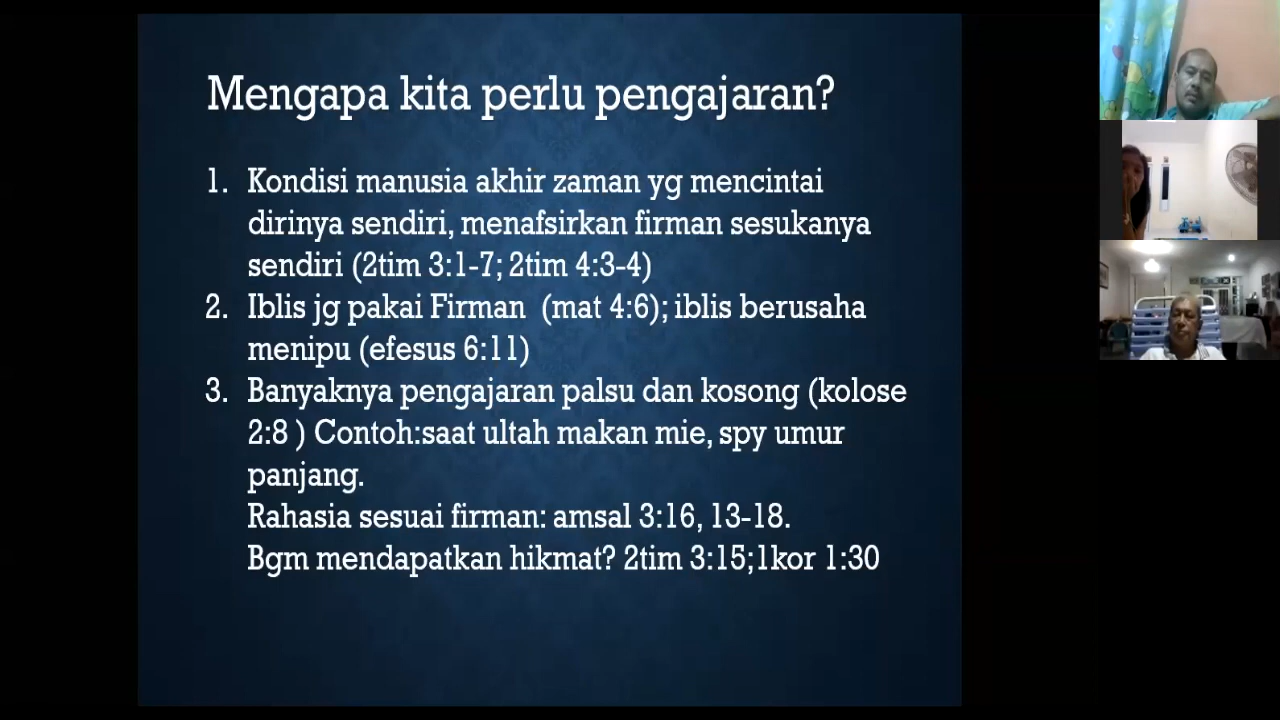 Mengapa kita perlu pengajaran?
1. Kondisi manusia akhir zaman yg mencintai
dirinya sendiri, menafsirkan firman sesukanya
sendiri (2tim 3:1-7; 2tim 4:3-4)
2. Iblis jg pakai Firman  (mat 4:6); iblis berusaha
menipu (efesus 6:11)
3. Banyaknya pengajaran palsu dan kosong (kolose
2:8 ) Contoh:saat ultah makan mie, spy umur
panjang.
Rahasia sesuai firman: amsal 3:16, 13-18.
Bgm mendapatkan hikmat? 2tim 3:15;1kor 1:30